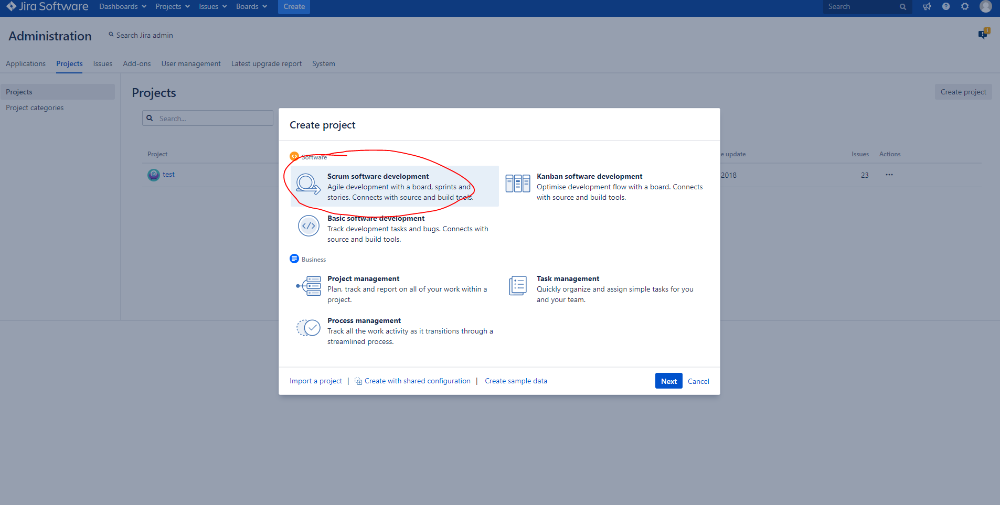 Jira Software Dashboards Projects Issues Boards Create Search
Administration Search Jira admin
1
Applications Projects Issues Add-ons User management Latest upgrade report System
Projects
Project categories
Projects
Create project
Search...
Project
e update Issues Actions
test
2018 23
Create project
Software
Scrum software development
Agile development with a board, sprints and
stories. Connects with source and build tools.
Kanban software development
Optimise development flow with a board. Connects
with source and build tools.
Basic software development
Track development tasks and bugs. Connects with
source and build tools.
Business
Project management
Plan, track and report on all of your work within a
project.
Task management
Quickly organize and assign simple tasks for you
and your team.
Process management
Track all the work activity as it transitions through a
streamlined process.
Import a project | Create with shared configuration | Create sample data
Next Cancel